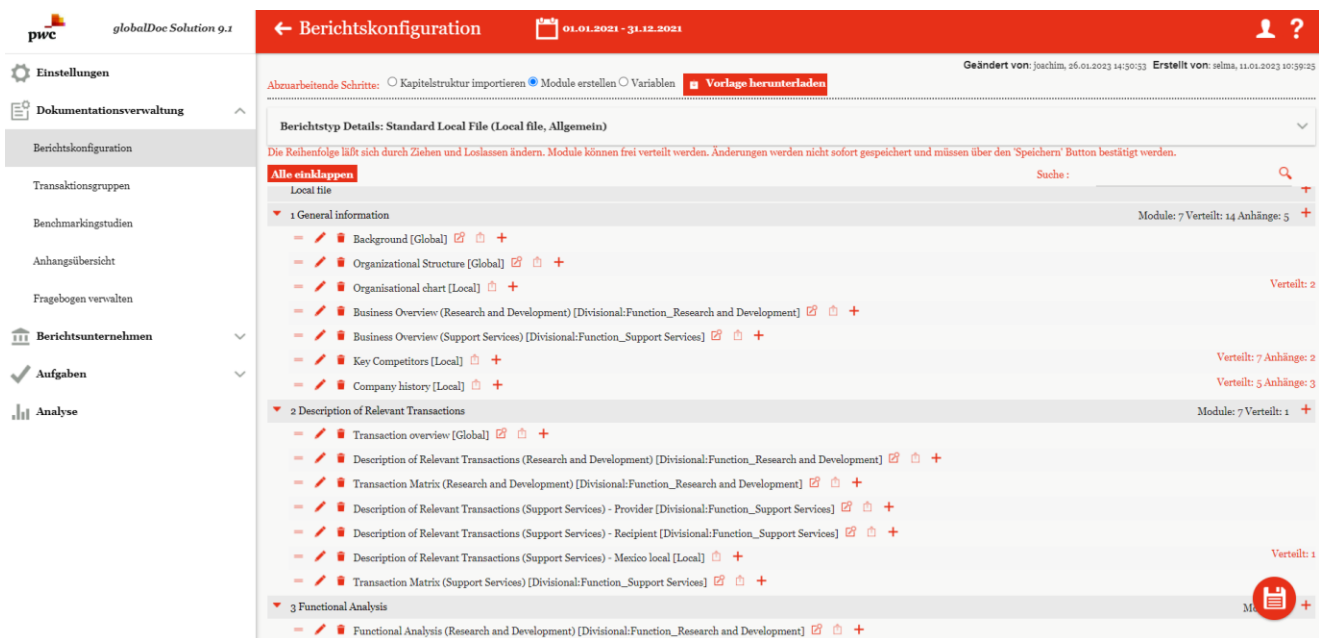 pwc globalDoc Solution 9.1
Berichtskonfiguration 01.01.2021 - 31.12.2021
Geändert von: joachim, 26.01.2023 14:50:53 Erstellt von: selma, 11.01.2023 10:59:25
Einstellungen
Dokumentationsverwaltung
Berichtskonfiguration
Transaktionsgruppen
Benchmarkingstudien
Anhangsübersicht
Fragebogen verwalten
Berichtsunternehmen
Aufgaben
Analyse
Abzuarbeitende Schritte: Kapitelstruktur importieren Module erstellen Variablen Vorlage herunterladen
Berichtstyp Details: Standard Local File (Local file, Allgemein)
Die Reihenfolge läßt sich durch Ziehen und Loslassen ändern. Module können frei verteilt werden. Änderungen werden nicht sofort gespeichert und müssen über den 'Speichern' Button bestätigt werden.
Alle einklappen Suche :
Local file
1 General information Module: 7 Verteilt: 14 Anhänge: 5
Background [Global]
Organizational Structure [Global]
Organisational chart [Local] Verteilt: 2
Business Overview (Research and Development) [Divisional:Function_Research and Development]
Business Overview (Support Services) [Divisional:Function_Support Services]
Key Competitors [Local] Verteilt: 7 Anhänge: 2
Company history [Local] Verteilt: 5 Anhänge: 3
2 Description of Relevant Transactions Module: 7 Verteilt: 1
Transaction overview [Global]
Description of Relevant Transactions (Research and Development) [Divisional:Function_Research and Development]
Transaction Matrix (Research and Development) [Divisional:Function_Research and Development]
Description of Relevant Transactions (Support Services) - Provider [Divisional:Function_Support Services]
Description of Relevant Transactions (Support Services) - Recipient [Divisional:Function_Support Services]
Description of Relevant Transactions (Support Services) - Mexico local [Local] Verteilt: 1
Transaction Matrix (Support Services) [Divisional:Function_Support Services]
3 Functional Analysis
Functional Analysis (Research and Development) [Divisional:Function_Research and Development]